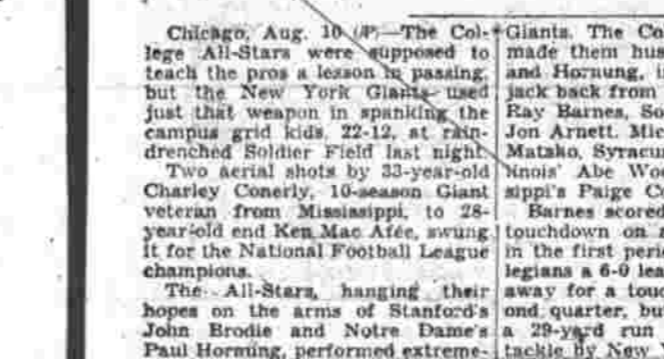 Chicago, Aug. 10 (AP)—The Col-
lege All-Stars were supposed to
teach the pros a lesson in passing,
but the New York Giants used
just that weapon in spanking the
campus grid kids, 22-12, at rain-
drenched Soldier Field last night.
Two aerial shots by 33-year-old
Charley Conerly, 10-season Giant
veteran from Mississippi, to 28-
year-old end Ken Mac Afee, swung
it for the National Football League
champions.
The All-Stars, hanging their
hopes on the arms of Stanford's
John Brodie and Notre Dame's
Paul Hornung, performed extreme-
Giants. The Co
made them hus
and Hornung, i
jack back from
Ray Barnes, So
Jon Arnett, Mic
Matsko, Syracu
linois' Abe Woo
sippi's Paige C
Barnes scored
touchdown on a
in the first peri
legians a 6-0 lea
away for a touc
ond quarter, bu
a 29-yard run
tackle by New